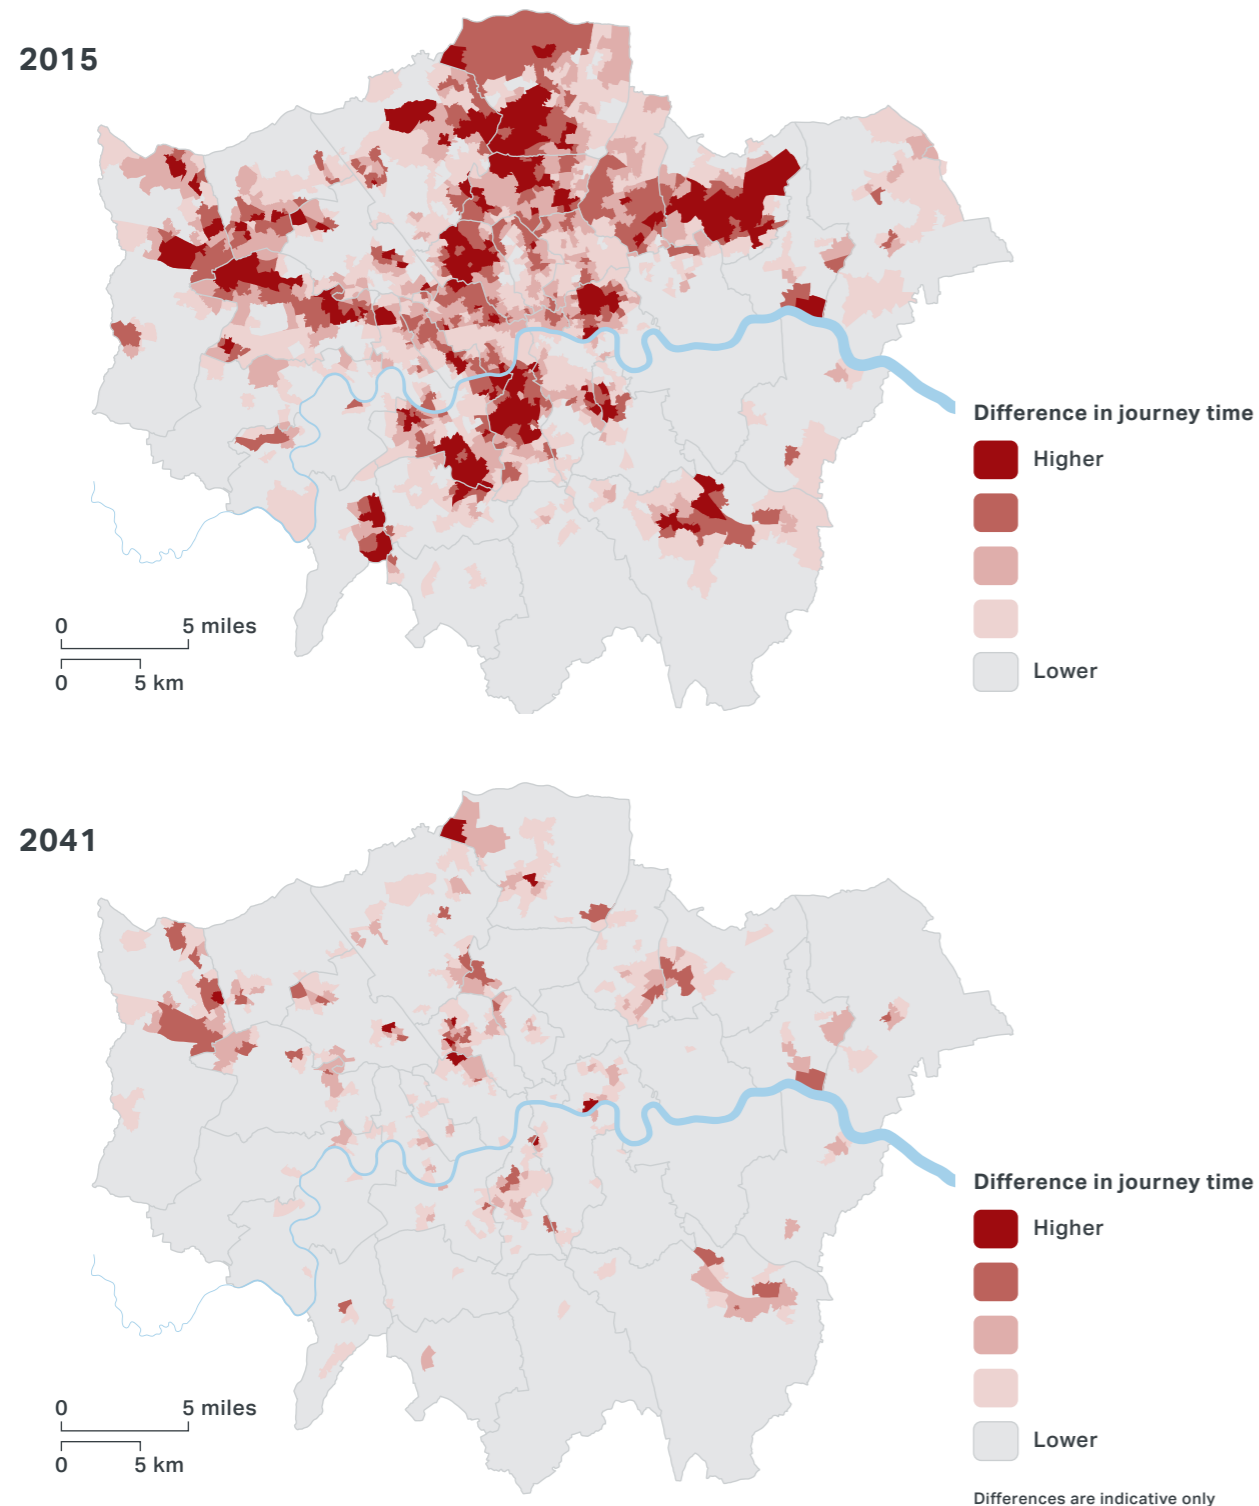 2015
Difference in journey time
Higher
Lower
0 5 miles
0 5 km
2041
Difference in journey time
Higher
Lower
0 5 miles
0 5 km
Differences are indicative only